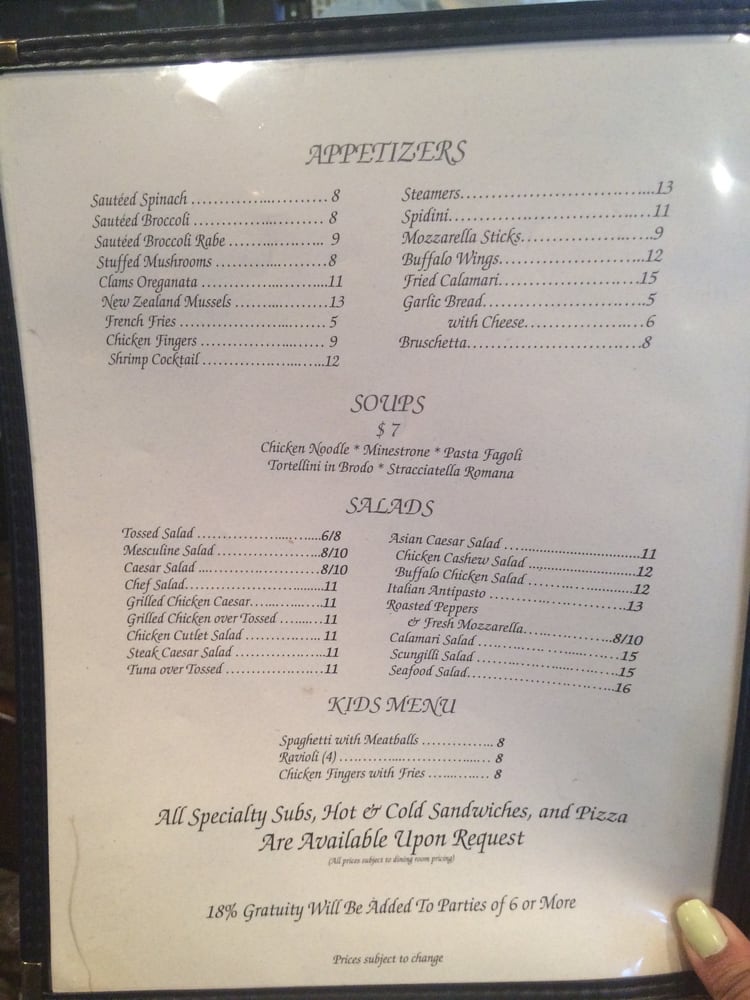 APPETIZERS
Sautéed Spinach ........................ 8
Sautéed Broccoli ........................ 8
Sautéed Broccoli Rabe ................ 9
Stuffed Mushrooms ....................8
Clams Oreganata ......................11
New Zealand Mussels ................13
French Fries ............................. 5
Chicken Fingers ........................ 9
Shrimp Cocktail ........................12
Steamers...................................13
Spidini.....................................11
Mozzarella Sticks........................9
Buffalo Wings...........................12
Fried Calamari..........................15
Garlic Bread..............................5
with Cheese....................6
Bruschetta................................8
SOUPS
$ 7
Chicken Noodle * Minestrone * Pasta Fagoli
Tortellini in Brodo * Stracciatella Romana
SALADS
Tossed Salad ........................6/8
Mesculine Salad ....................8/10
Caesar Salad ........................8/10
Chef Salad............................11
Grilled Chicken Caesar.............11
Grilled Chicken over Tossed .......11
Chicken Cutlet Salad ............... 11
Steak Caesar Salad .................11
Tuna over Tossed ...................11
Asian Caesar Salad ............................11
Chicken Cashew Salad .......................12
Buffalo Chicken Salad .......................12
Italian Antipasto ............................13
Roasted Peppers
& Fresh Mozzarella..................8/10
Calamari Salad ..........................15
Scungilli Salad ..........................15
Seafood Salad.............................16
KIDS MENU
Spaghetti with Meatballs .............. 8
Ravioli (4) .............................. 8
Chicken Fingers with Fries ............ 8
All Specialty Subs, Hot & Cold Sandwiches, and Pizza
Are Available Upon Request
(All prices subject to dining room pricing)
18% Gratuity Will Be Added To Parties of 6 or More
Prices subject to change